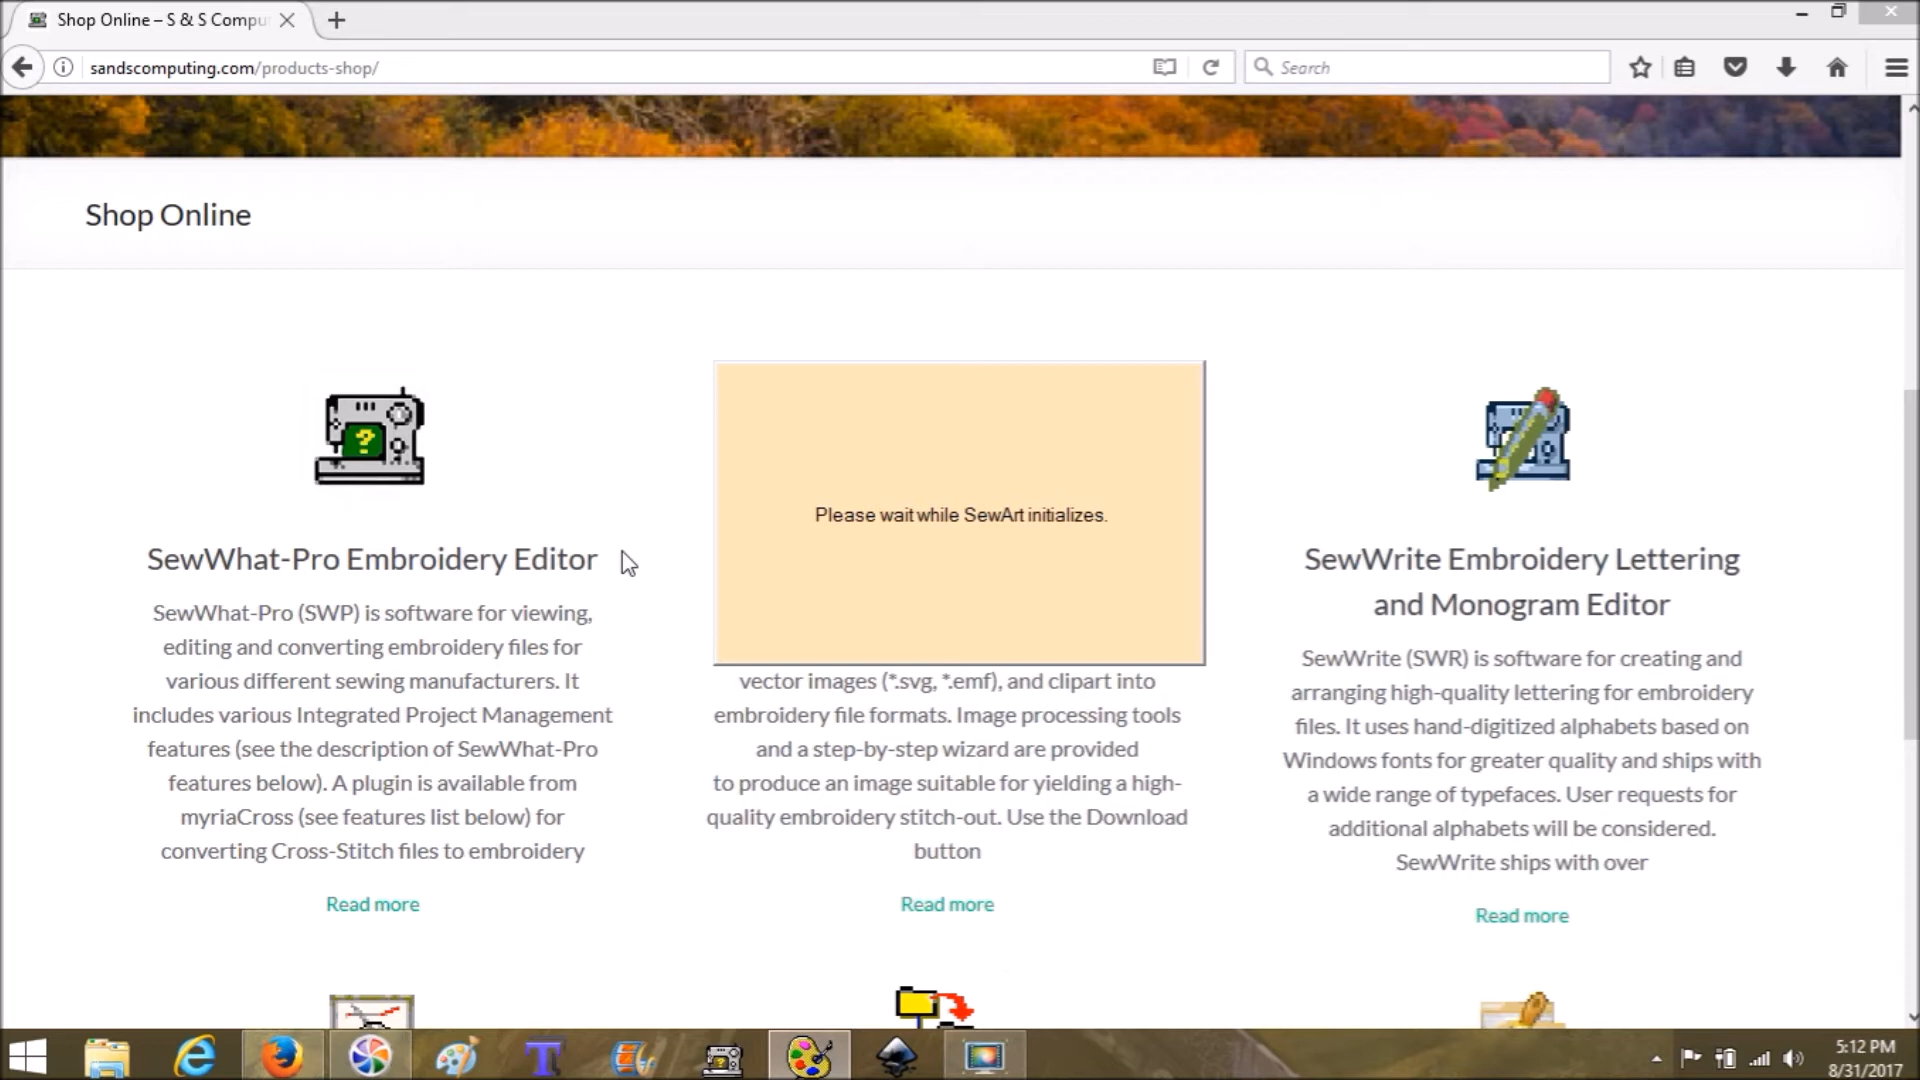 Shop Online – S & S Compu
sandscomputing.com/products-shop/
Search
Shop Online
SewWhat-Pro Embroidery Editor
SewWhat-Pro (SWP) is software for viewing,
editing and converting embroidery files for
various different sewing manufacturers. It
includes various Integrated Project Management
features (see the description of SewWhat-Pro
features below). A plugin is available from
myriaCross (see features list below) for
converting Cross-Stitch files to embroidery
Read more
Please wait while SewArt initializes.
vector images (*.svg, *.emf), and clipart into
embroidery file formats. Image processing tools
and a step-by-step wizard are provided
to produce an image suitable for yielding a high-
quality embroidery stitch-out. Use the Download
button
Read more
SewWrite Embroidery Lettering
and Monogram Editor
SewWrite (SWR) is software for creating and
arranging high-quality lettering for embroidery
files. It uses hand-digitized alphabets based on
Windows fonts for greater quality and ships with
a wide range of typefaces. User requests for
additional alphabets will be considered.
SewWrite ships with over
Read more
5:12 PM
8/31/2017